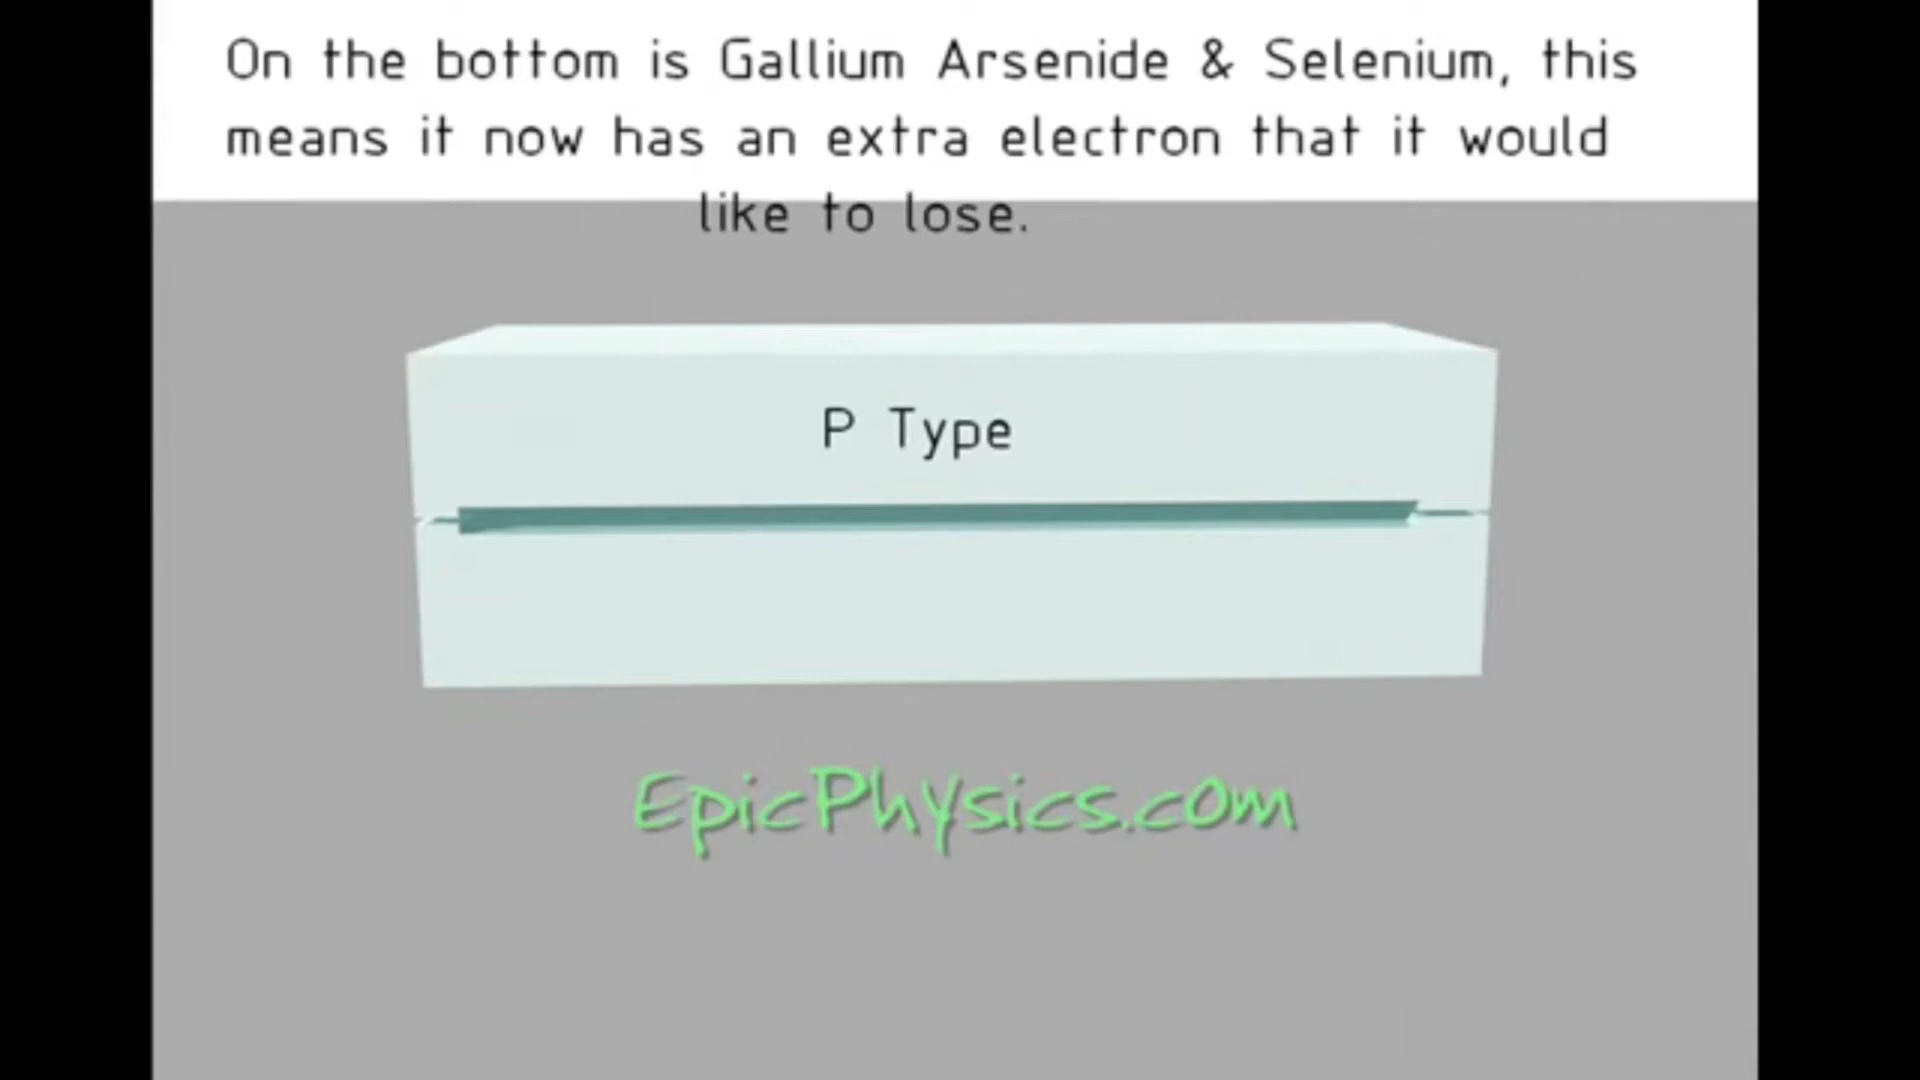 On the bottom is Gallium Arsenide & Selenium, this
means it now has an extra electron that it would
like to lose.
P Type
EpicPhysics.com